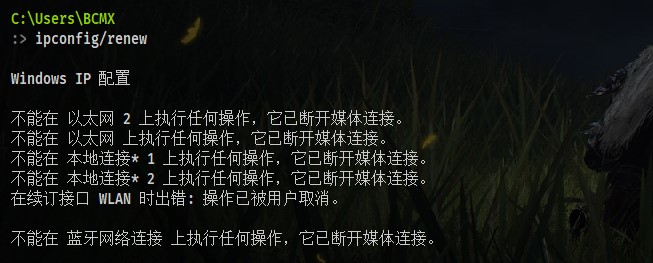 C:\Users\BCMX
:> ipconfig/renew
Windows IP 配置
不能在 以太网 2 上执行任何操作，它已断开媒体连接。
不能在 以太网 上执行任何操作，它已断开媒体连接。
不能在 本地连接* 1 上执行任何操作，它已断开媒体连接。
不能在 本地连接* 2 上执行任何操作，它已断开媒体连接。
在续订接口 WLAN 时出错: 操作已被用户取消。
不能在 蓝牙网络连接 上执行任何操作，它已断开媒体连接。